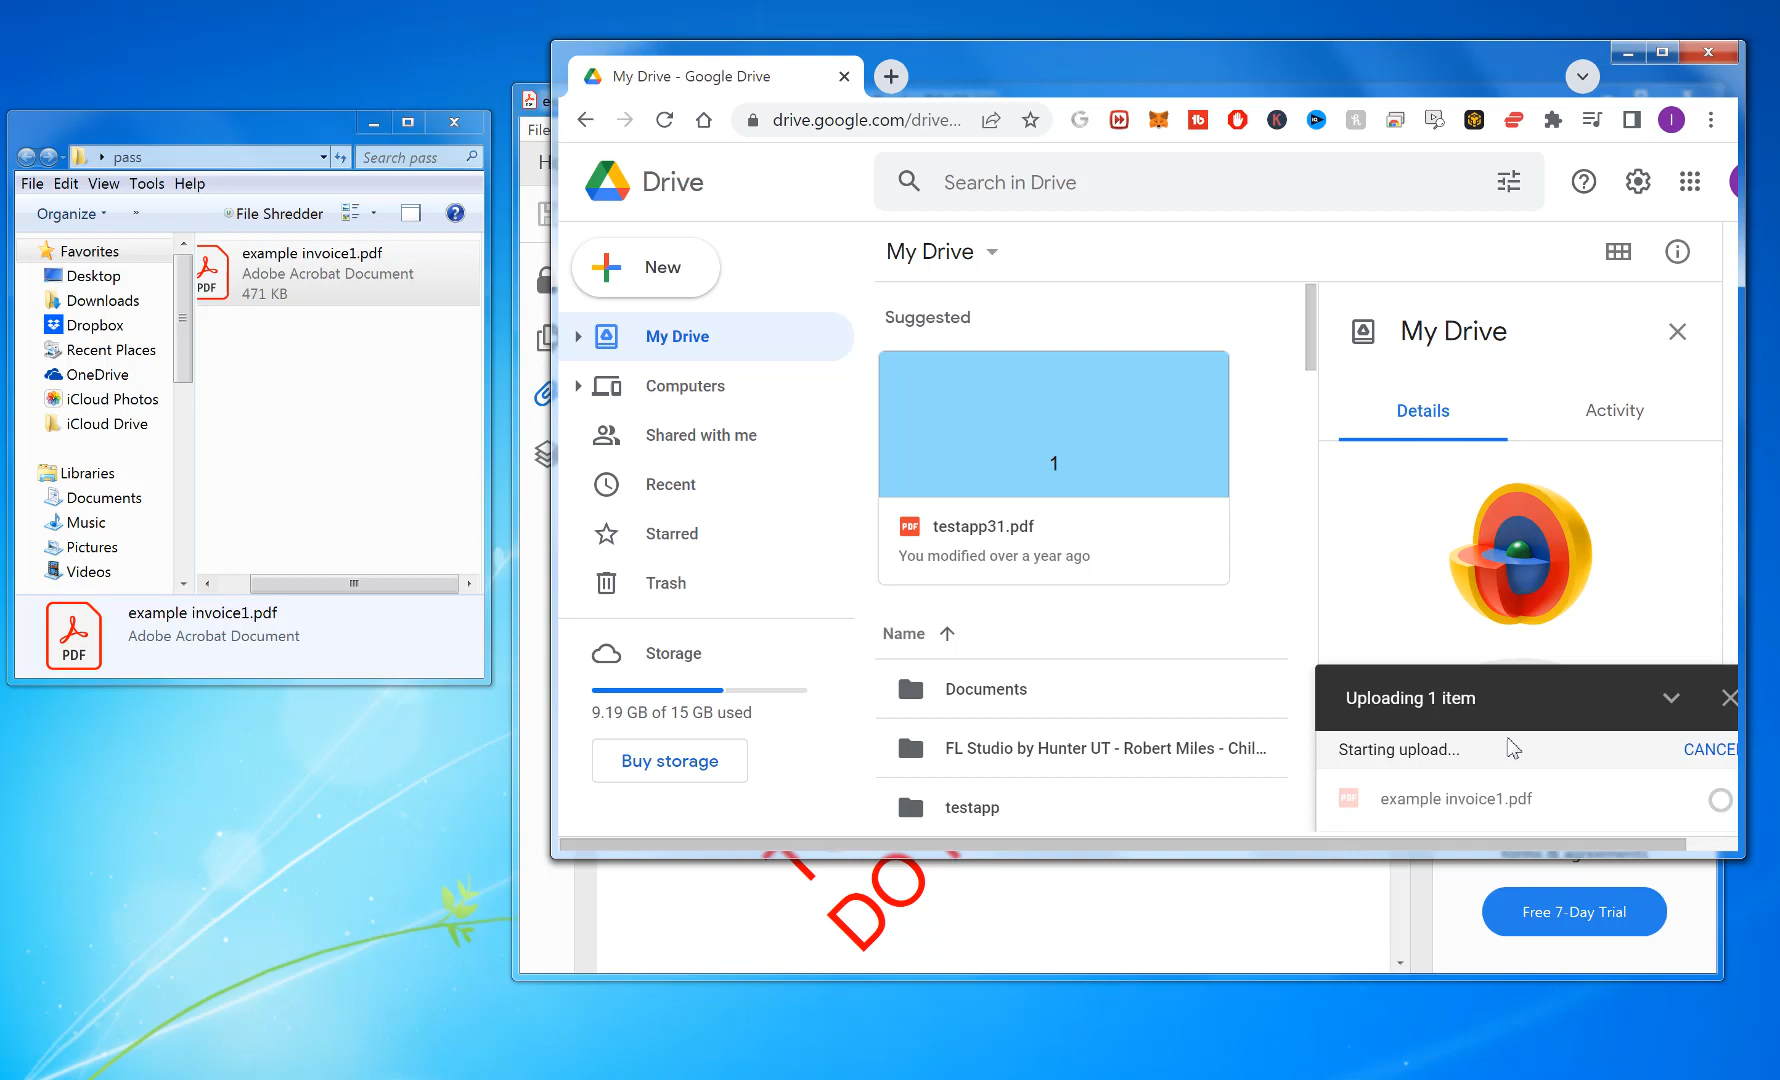 pass
Search pass
File Edit View Tools Help
Organize
»
File Shredder
Favorites
Desktop
Downloads
Dropbox
Recent Places
OneDrive
iCloud Photos
iCloud Drive
Libraries
Documents
Music
Pictures
Videos
example invoice1.pdf
Adobe Acrobat Document
471 KB
PDF
example invoice1.pdf
Adobe Acrobat Document
PDF
File
My Drive - Google Drive
drive.google.com/drive...
Drive
Search in Drive
New
My Drive
Computers
Shared with me
Recent
Starred
Trash
Storage
9.19 GB of 15 GB used
Buy storage
My Drive
Suggested
1
PDF testapp31.pdf
You modified over a year ago
Name
Documents
FL Studio by Hunter UT - Robert Miles - Chil...
testapp
My Drive
Details
Activity
Uploading 1 item
Starting upload...
CANCEL
PDF example invoice1.pdf
DO
Free 7-Day Trial